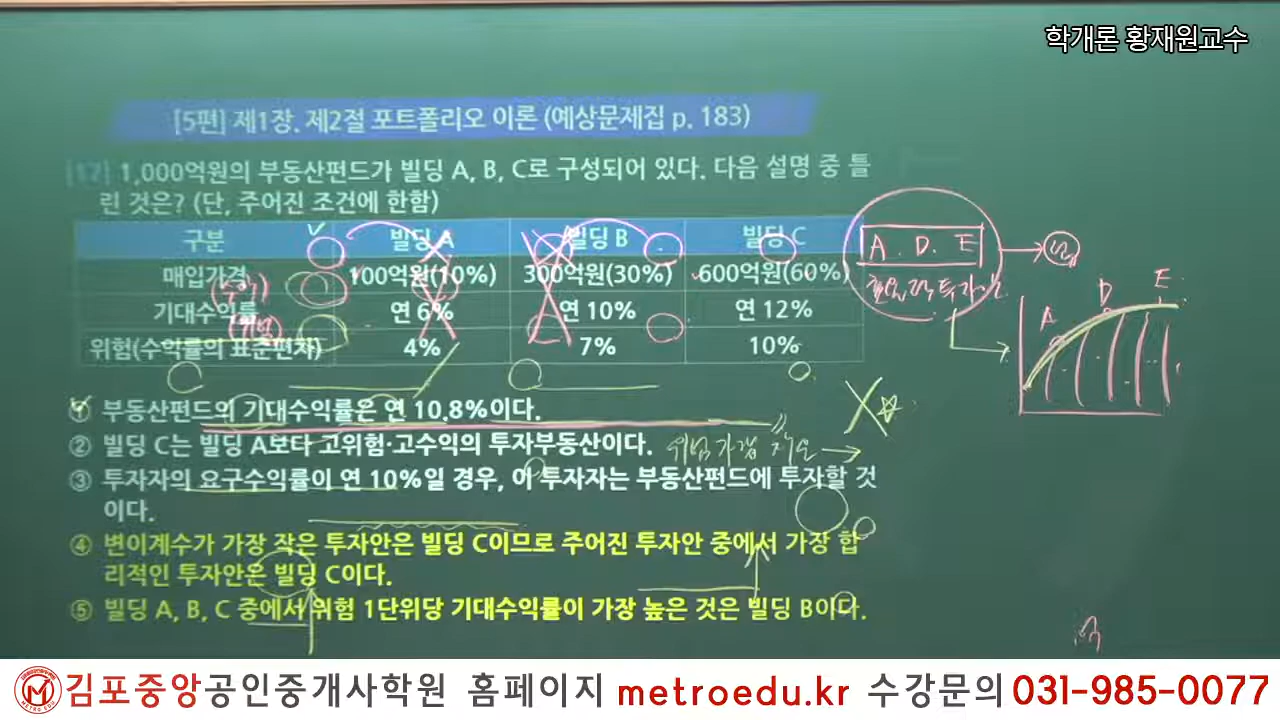 학개론 황재원교수
[5편] 제1장. 제2절 포트폴리오 이론 (예상문제집 p. 183)
[17] 1,000억원의 부동산펀드가 빌딩 A, B, C로 구성되어 있다. 다음 설명 중 틀
린 것은? (단, 주어진 조건에 한함)
구분 빌딩 A 빌딩 B 빌딩 C
매입가격 100억원(10%) 300억원(30%) 600억원(60%)
기대수익률 연 6% 연 10% 연 12%
위험(수익률의 표준편차) 4% 7% 10%
A . D. E
A D E
① 부동산펀드의 기대수익률은 연 10.8%이다.
② 빌딩 C는 빌딩 A보다 고위험·고수익의 투자부동산이다.
③ 투자자의 요구수익률이 연 10%일 경우, 이 투자자는 부동산펀드에 투자할 것
이다.
④ 변이계수가 가장 작은 투자안은 빌딩 C이므로 주어진 투자안 중에서 가장 합
리적인 투자안은 빌딩 C이다.
⑤ 빌딩 A, B, C 중에서 위험 1단위당 기대수익률이 가장 높은 것은 빌딩 B이다.
김포중앙공인중개사학원 홈페이지 metroedu.kr 수강문의 031-985-0077